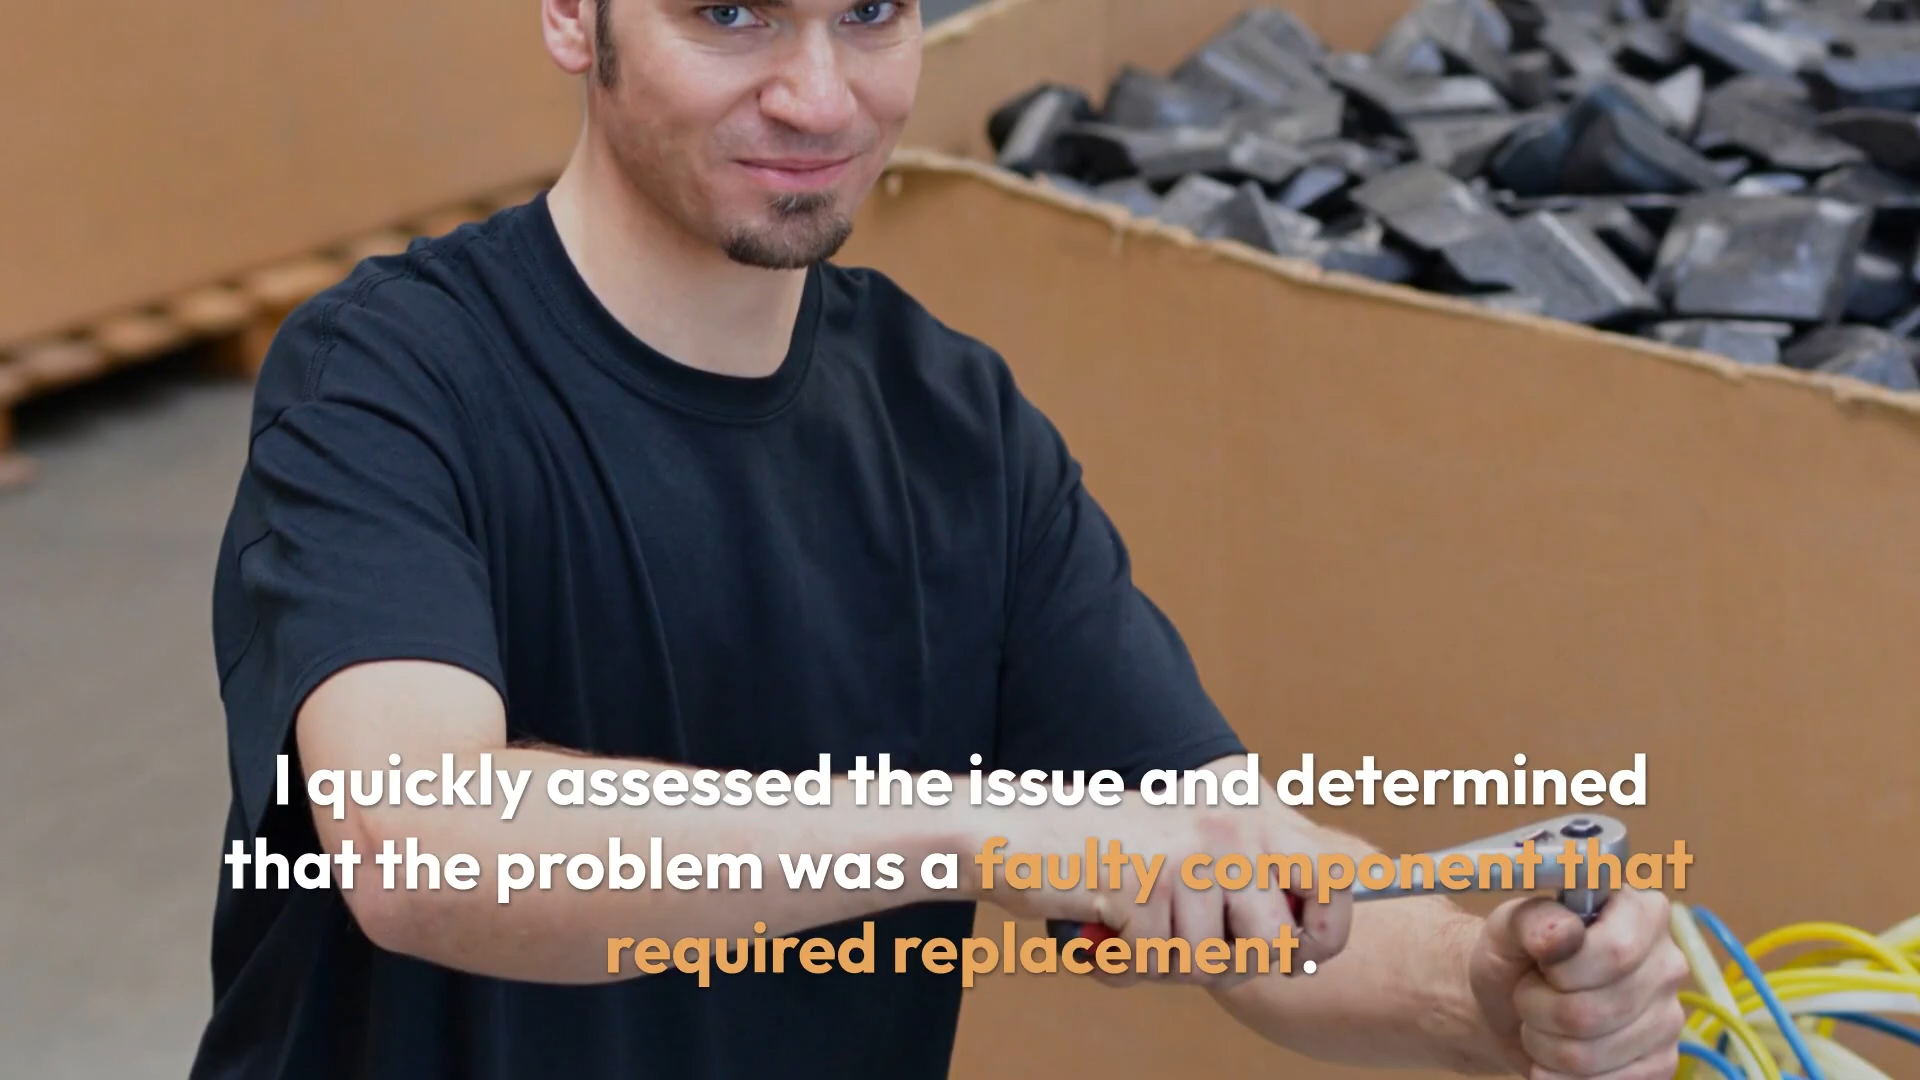 I quickly assessed the issue and determined
that the problem was a faulty component that
required replacement.